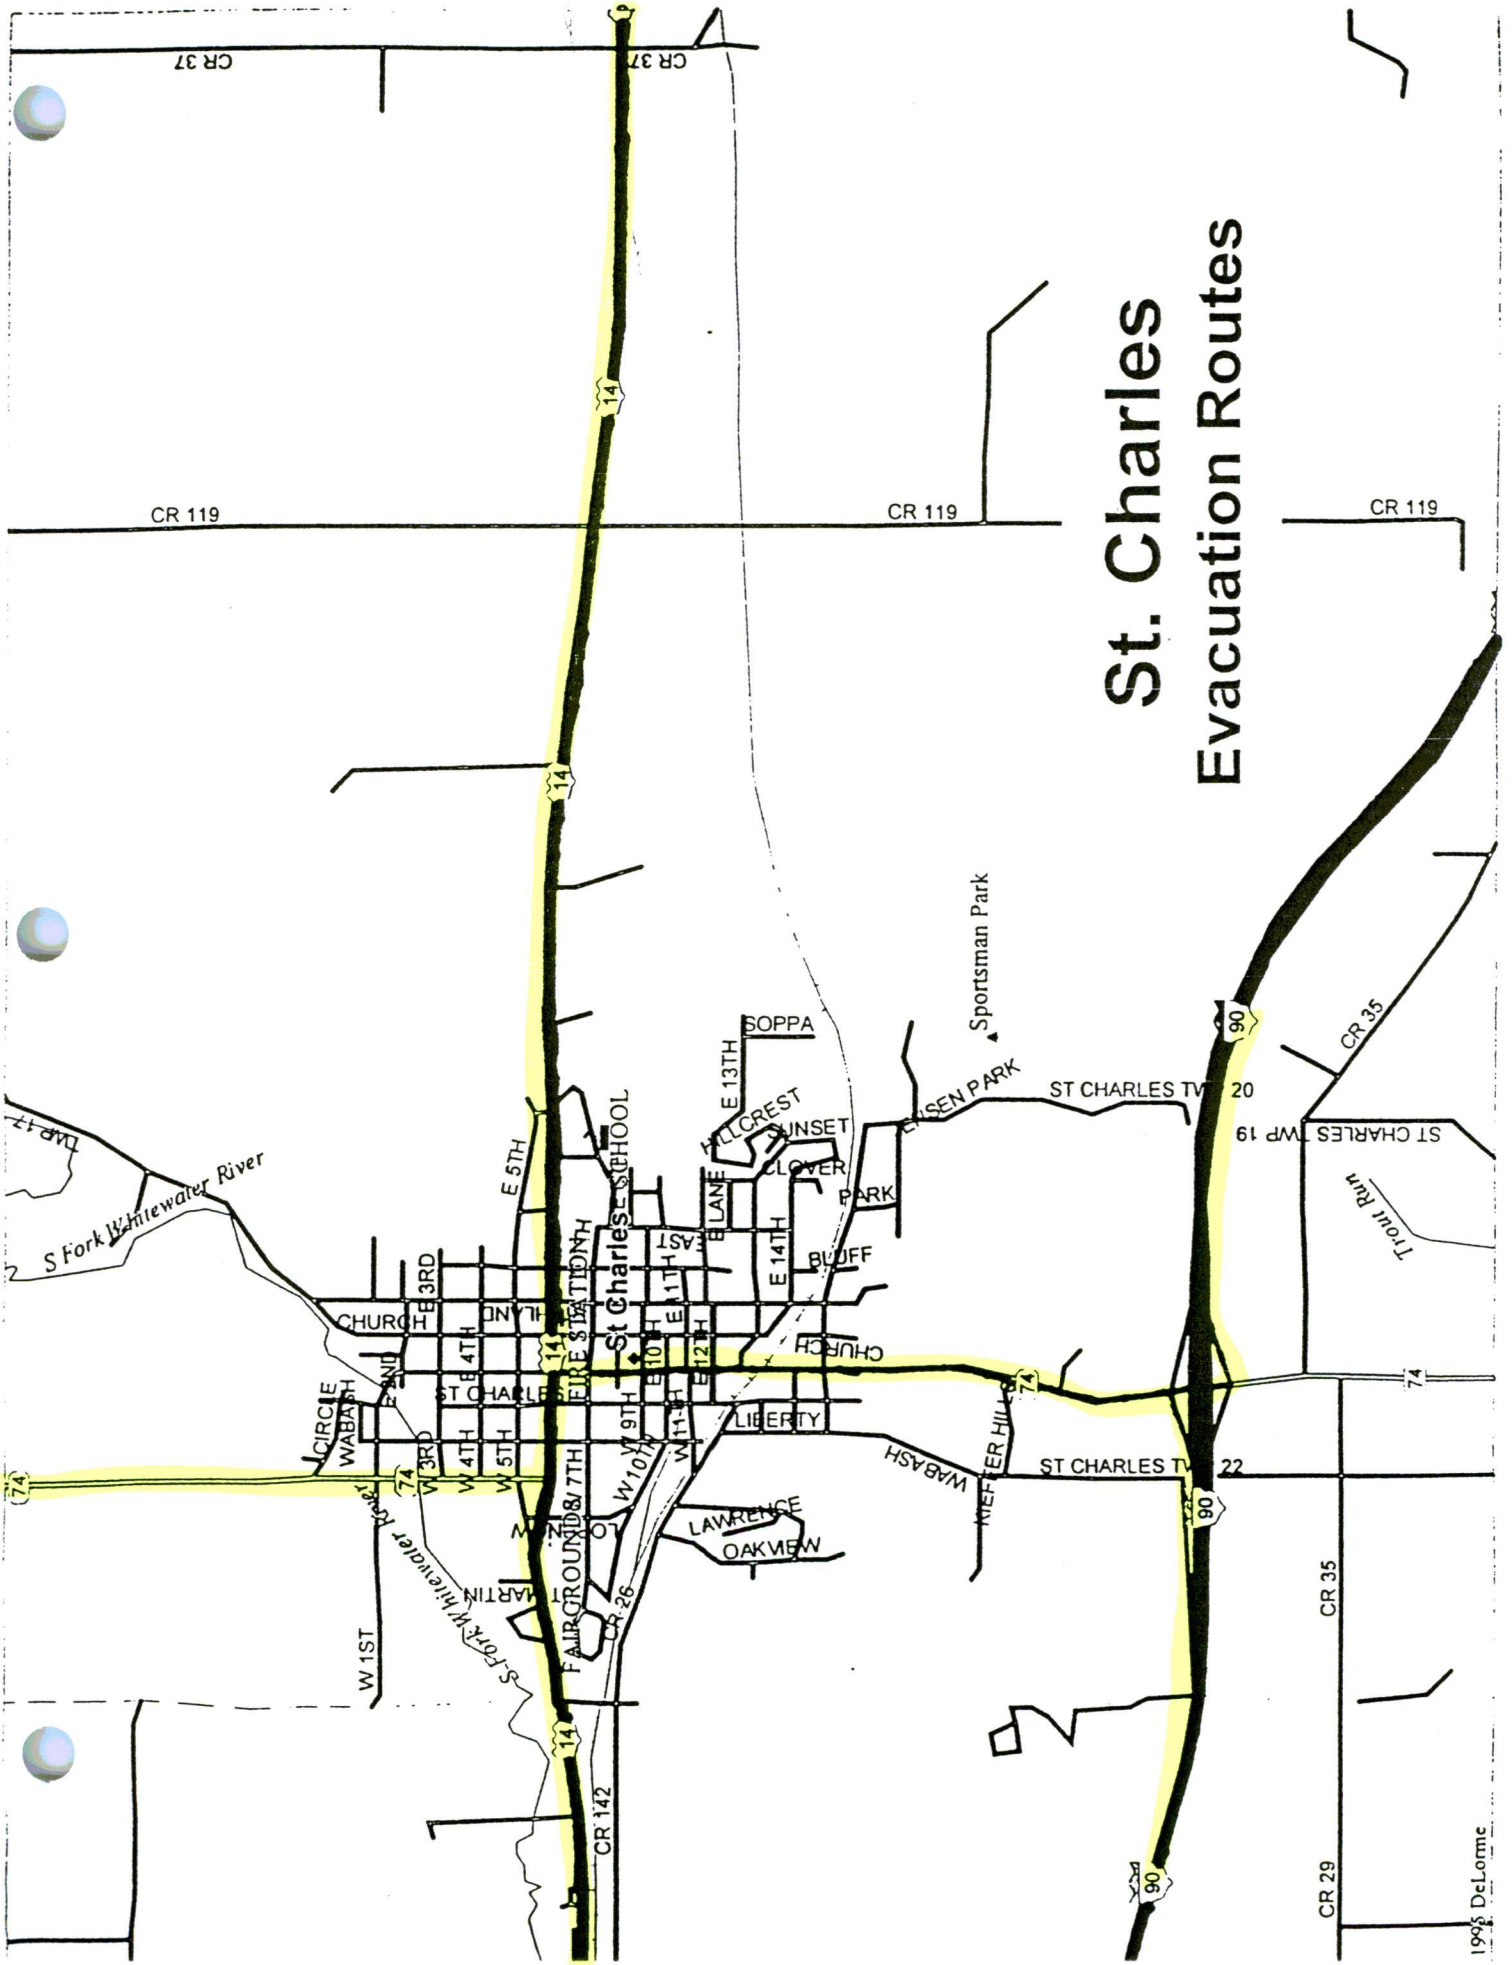 St. Charles
Evacuation Routes
CR 37
CR 37
14
CR 119
CR 119
CR 119
14
Sportsman Park
90
CR 35
SOPPA
E 13TH
HILLCREST
CLOVER
PARK
ST CHARLES
20
ST CHARLES TWP 19
TWP 17
S Fork Whitewater River
E 5TH
SCHOOL
E LANE
EAST
E 14TH
BLUFF
Trout Run
CHURCH
E 3RD
E 4TH
14
FIRE STATION
St Charles
E 10TH
E 11TH
E 12TH
CHURCH
74
74
CIRCLE
WABASH
ST CHARLES
W 9TH
LIBERTY
KIEFFER HILL
WABASH
ST CHARLES
22
74
74
W 3RD
W 4TH
W 5TH
W 10TH
90
LAWRENCE
OAKVIEW
ST MARTIN
FAIRGROUNDS
CR 26
S Fork Whitewater River
W 1ST
CR 35
14
CR 142
90
CR 29
1995 DeLorme